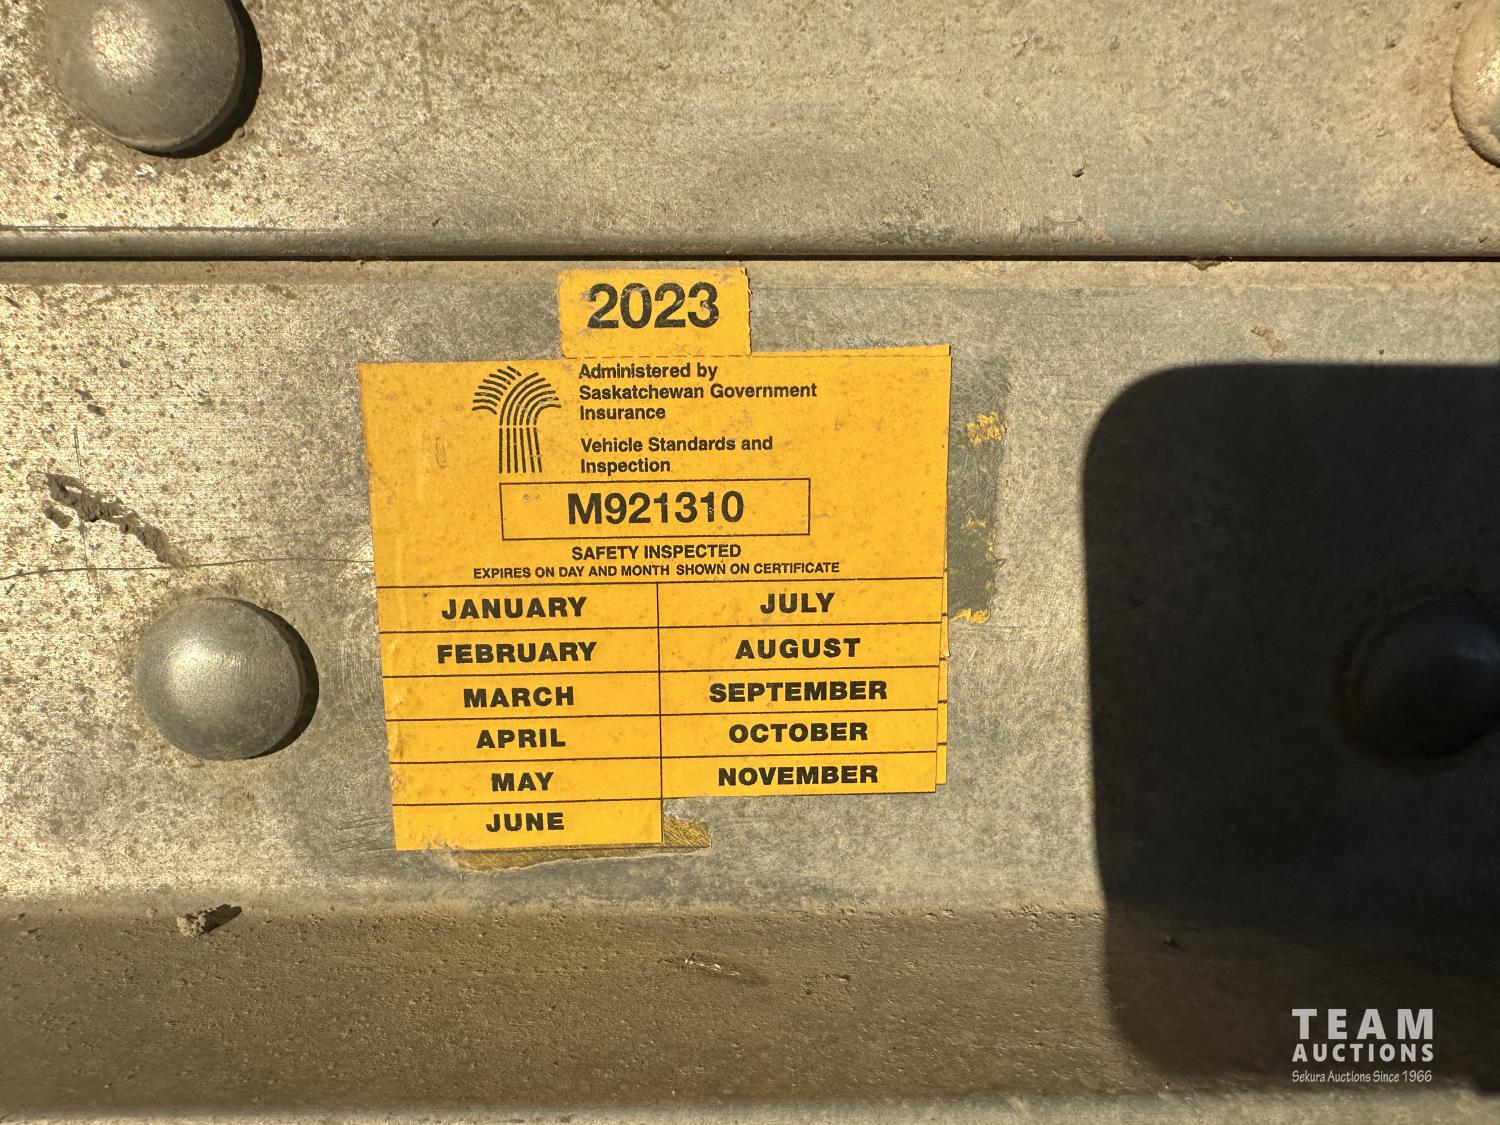 2023
Administered by
Saskatchewan Government
Insurance
Vehicle Standards and
Inspection
M921310
SAFETY INSPECTED
EXPIRES ON DAY AND MONTH SHOWN ON CERTIFICATE
JANUARY JULY
FEBRUARY AUGUST
MARCH SEPTEMBER
APRIL OCTOBER
MAY NOVEMBER
JUNE
TEAM
AUCTIONS
Sekura Auctions Since 1966